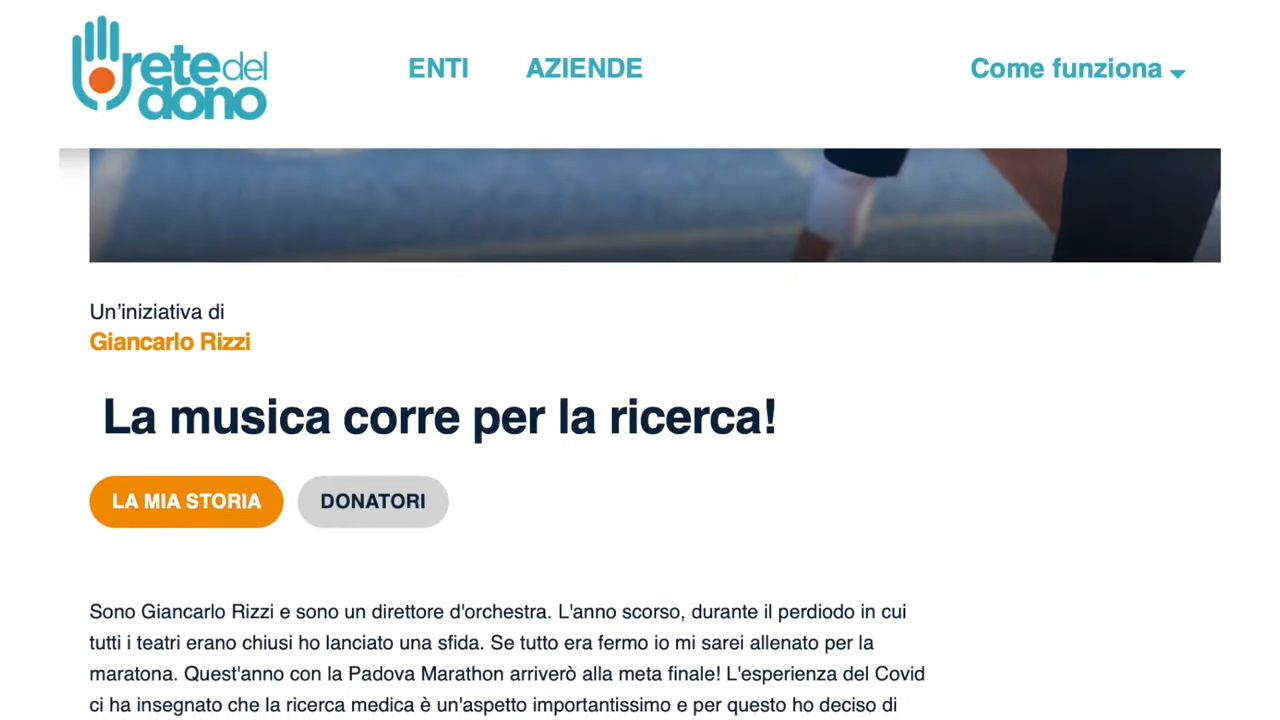 rete del
dono
ENTI
AZIENDE
Come funziona
Un’iniziativa di
Giancarlo Rizzi
La musica corre per la ricerca!
LA MIA STORIA
DONATORI
Sono Giancarlo Rizzi e sono un direttore d'orchestra. L'anno scorso, durante il perdiodo in cui
tutti i teatri erano chiusi ho lanciato una sfida. Se tutto era fermo io mi sarei allenato per la
maratona. Quest'anno con la Padova Marathon arriverò alla meta finale! L'esperienza del Covid
ci ha insegnato che la ricerca medica è un'aspetto importantissimo e per questo ho deciso di